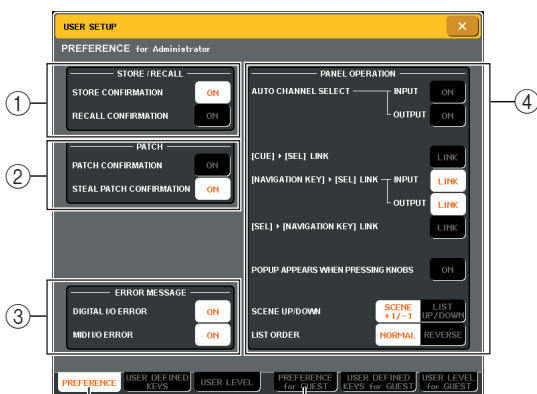 USER SETUP
×
PREFERENCE for Administrator
STORE / RECALL
STORE CONFIRMATION ON
RECALL CONFIRMATION ON
PATCH
PATCH CONFIRMATION ON
STEAL PATCH CONFIRMATION ON
ERROR MESSAGE
DIGITAL I/O ERROR ON
MIDI I/O ERROR ON
PANEL OPERATION
AUTO CHANNEL SELECT INPUT ON
OUTPUT ON
[CUE] ▸ [SEL] LINK LINK
[NAVIGATION KEY] ▸ [SEL] LINK INPUT LINK
OUTPUT LINK
[SEL] ▸ [NAVIGATION KEY] LINK LINK
POPUP APPEARS WHEN PRESSING KNOBS ON
SCENE UP/DOWN SCENE +1/-1 LIST UP/DOWN
LIST ORDER NORMAL REVERSE
PREFERENCE
USER DEFINED KEYS
USER LEVEL
PREFERENCE for GUEST
USER DEFINED KEYS for GUEST
USER LEVEL for GUEST
1
2
3
4